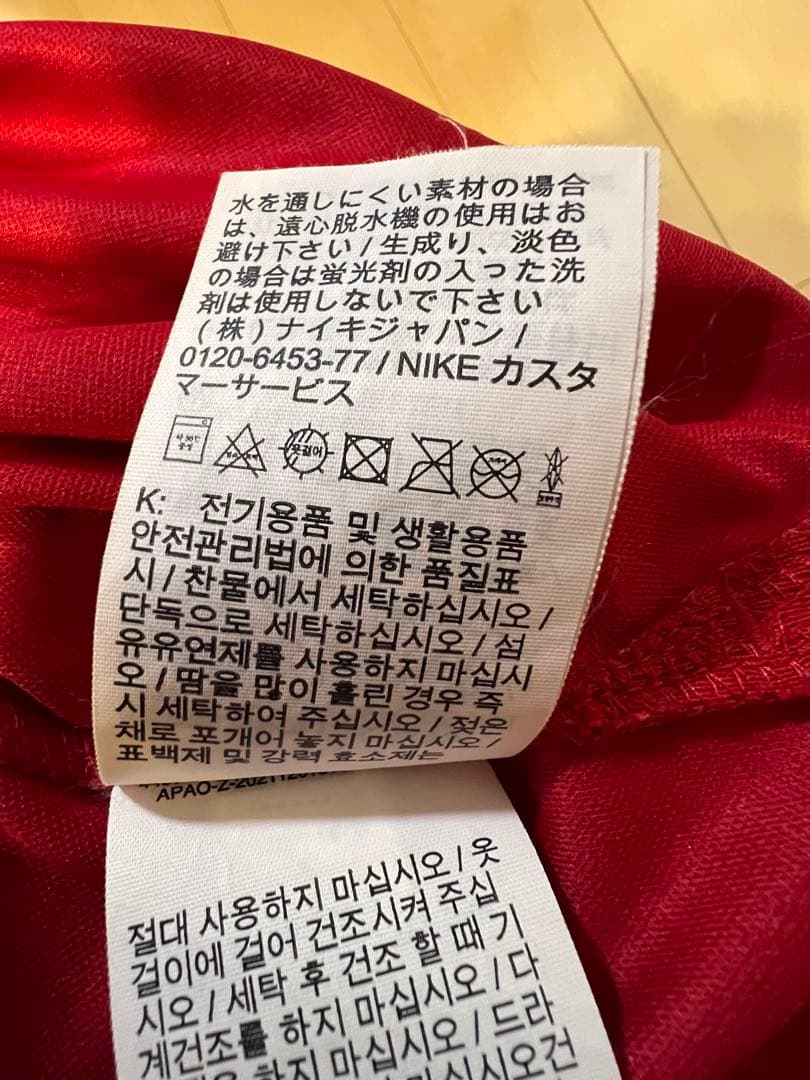 水を通しにくい素材の場合
は、遠心脱水機の使用はお
避け下さい / 生成り、淡色
の場合は蛍光剤の入った洗
剤は使用しないで下さい
(株) ナイキジャパン /
0120-6453-77 / NIKE カスタ
マーサービス
옷걸이
K: 전기용품 및 생활용품
안전관리법에 의한 품질표
시 / 찬물에서 세탁하십시오 /
단독으로 세탁하십시오 / 섬
유유연제를 사용하지 마십시
오 / 땀을 많이 흘린 경우 즉
시 세탁하여 주십시오 / 젖은
채로 포개어 놓지 마십시오 /
표백제 및 강력 효소제는
절대 사용하지 마십시오 / 옷
걸이에 걸어 건조시켜 주십
시오 / 세탁 후 건조 할 때 기
계건조를 하지 마십시오 / 다
하지 마십시오 / 드라